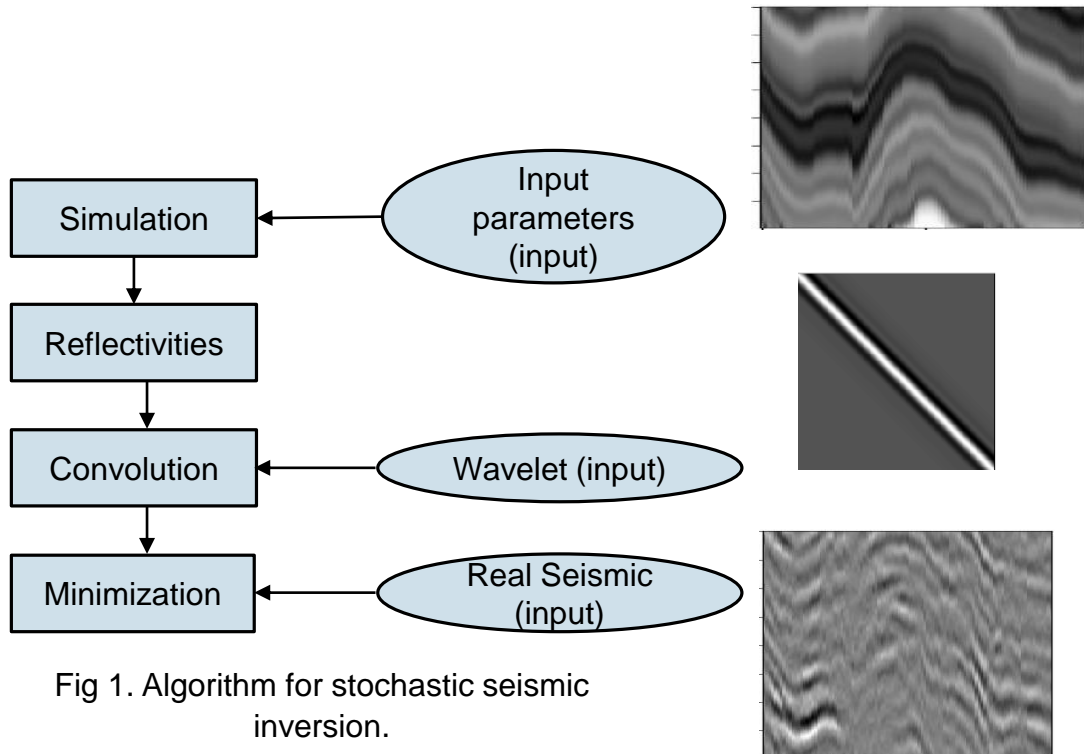 Simulation
Input
parameters
(input)
Reflectivities
Convolution
Wavelet (input)
Minimization
Real Seismic
(input)
Fig 1. Algorithm for stochastic seismic
inversion.